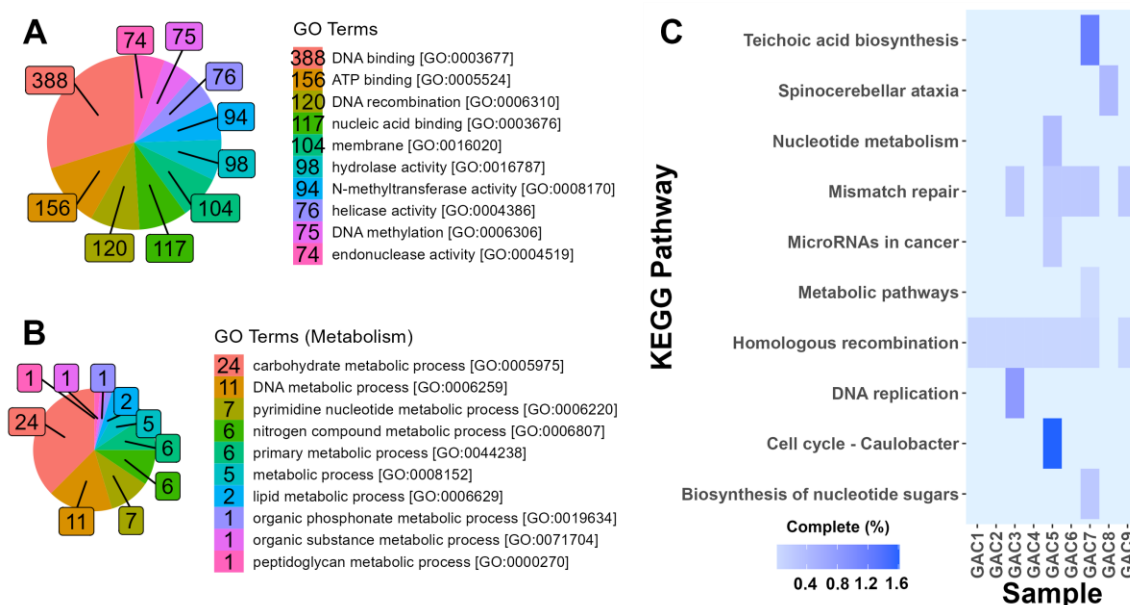 A
388
74
75
76
94
98
104
117
120
156
GO Terms
388 DNA binding [GO:0003677]
156 ATP binding [GO:0005524]
120 DNA recombination [GO:0006310]
117 nucleic acid binding [GO:0003676]
104 membrane [GO:0016020]
98 hydrolase activity [GO:0016787]
94 N-methyltransferase activity [GO:0008170]
76 helicase activity [GO:0004386]
75 DNA methylation [GO:0006306]
74 endonuclease activity [GO:0004519]
B
1
1
1
2
5
6
6
7
11
24
GO Terms (Metabolism)
24 carbohydrate metabolic process [GO:0005975]
11 DNA metabolic process [GO:0006259]
7 pyrimidine nucleotide metabolic process [GO:0006220]
6 nitrogen compound metabolic process [GO:0006807]
6 primary metabolic process [GO:0044238]
5 metabolic process [GO:0008152]
2 lipid metabolic process [GO:0006629]
1 organic phosphonate metabolic process [GO:0019634]
1 organic substance metabolic process [GO:0071704]
1 peptidoglycan metabolic process [GO:0000270]
C
KEGG Pathway
Teichoic acid biosynthesis
Spinocerebellar ataxia
Nucleotide metabolism
Mismatch repair
MicroRNAs in cancer
Metabolic pathways
Homologous recombination
DNA replication
Cell cycle - Caulobacter
Biosynthesis of nucleotide sugars
Complete (%)
0.4 0.8 1.2 1.6
GAC1
GAC2
GAC3
GAC4
GAC5
GAC6
GAC7
GAC8
GAC9
Sample